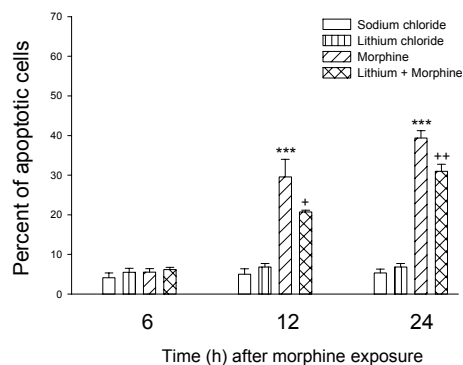 Sodium chloride
Lithium chloride
Morphine
Lithium + Morphine
Percent of apoptotic cells
70
60
50
40
30
20
10
0
***
+
***
++
6 12 24
Time (h) after morphine exposure